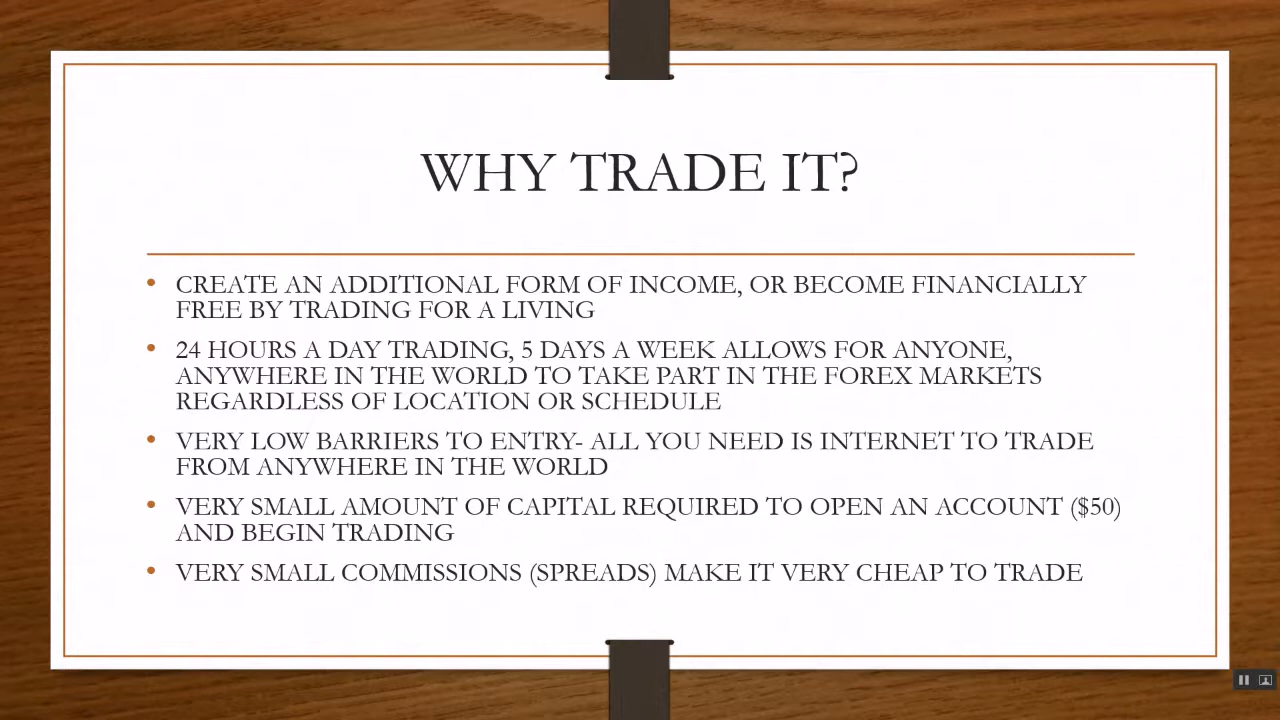 WHY TRADE IT?
• CREATE AN ADDITIONAL FORM OF INCOME, OR BECOME FINANCIALLY
FREE BY TRADING FOR A LIVING
• 24 HOURS A DAY TRADING, 5 DAYS A WEEK ALLOWS FOR ANYONE,
ANYWHERE IN THE WORLD TO TAKE PART IN THE FOREX MARKETS
REGARDLESS OF LOCATION OR SCHEDULE
• VERY LOW BARRIERS TO ENTRY- ALL YOU NEED IS INTERNET TO TRADE
FROM ANYWHERE IN THE WORLD
• VERY SMALL AMOUNT OF CAPITAL REQUIRED TO OPEN AN ACCOUNT ($50)
AND BEGIN TRADING
• VERY SMALL COMMISSIONS (SPREADS) MAKE IT VERY CHEAP TO TRADE